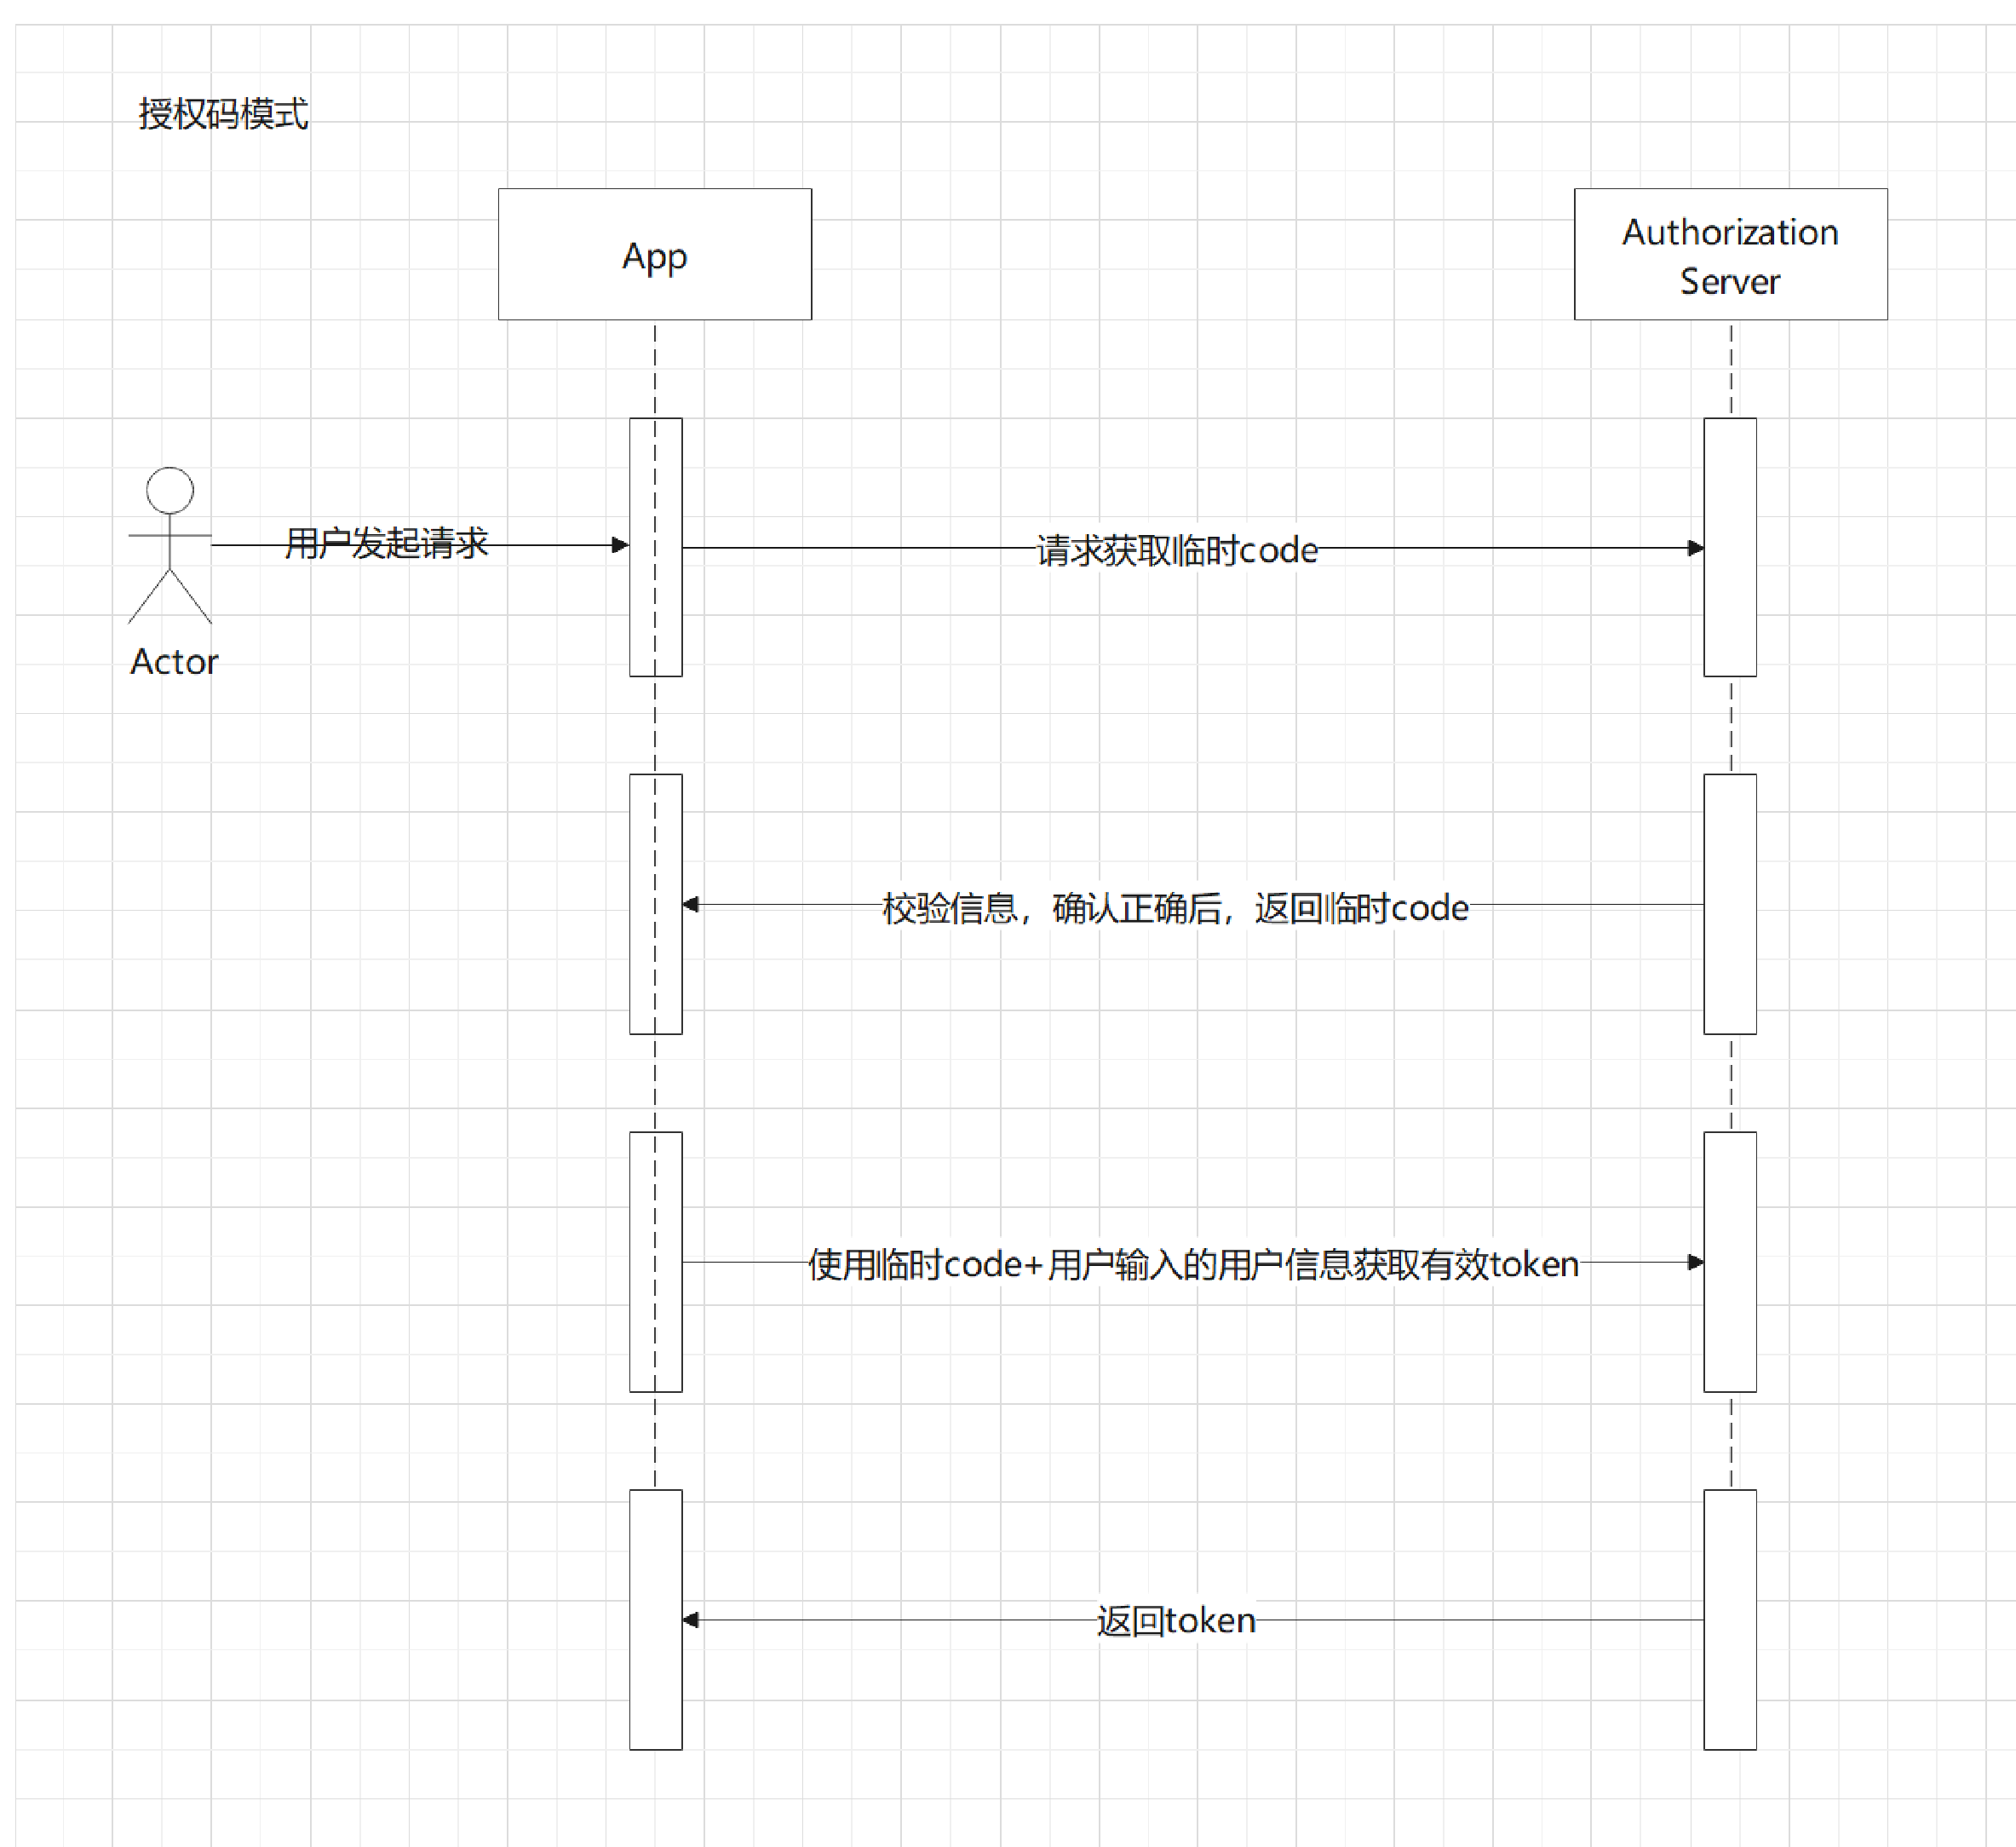 授权码模式
App
Authorization
Server
用户发起请求
请求获取临时code
Actor
校验信息，确认正确后，返回临时code
使用临时code+用户输入的用户信息获取有效token
返回token